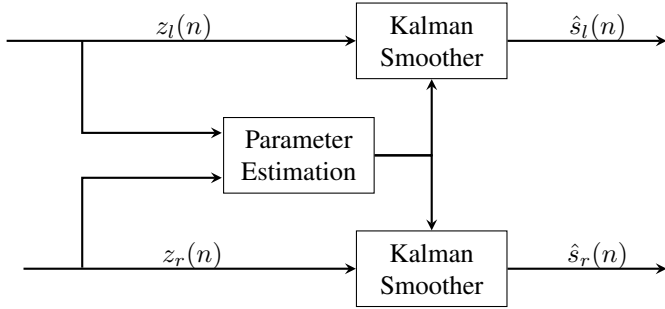 z_l(n)
Kalman
Smoother
ŝ_l(n)
Parameter
Estimation
z_r(n)
Kalman
Smoother
ŝ_r(n)